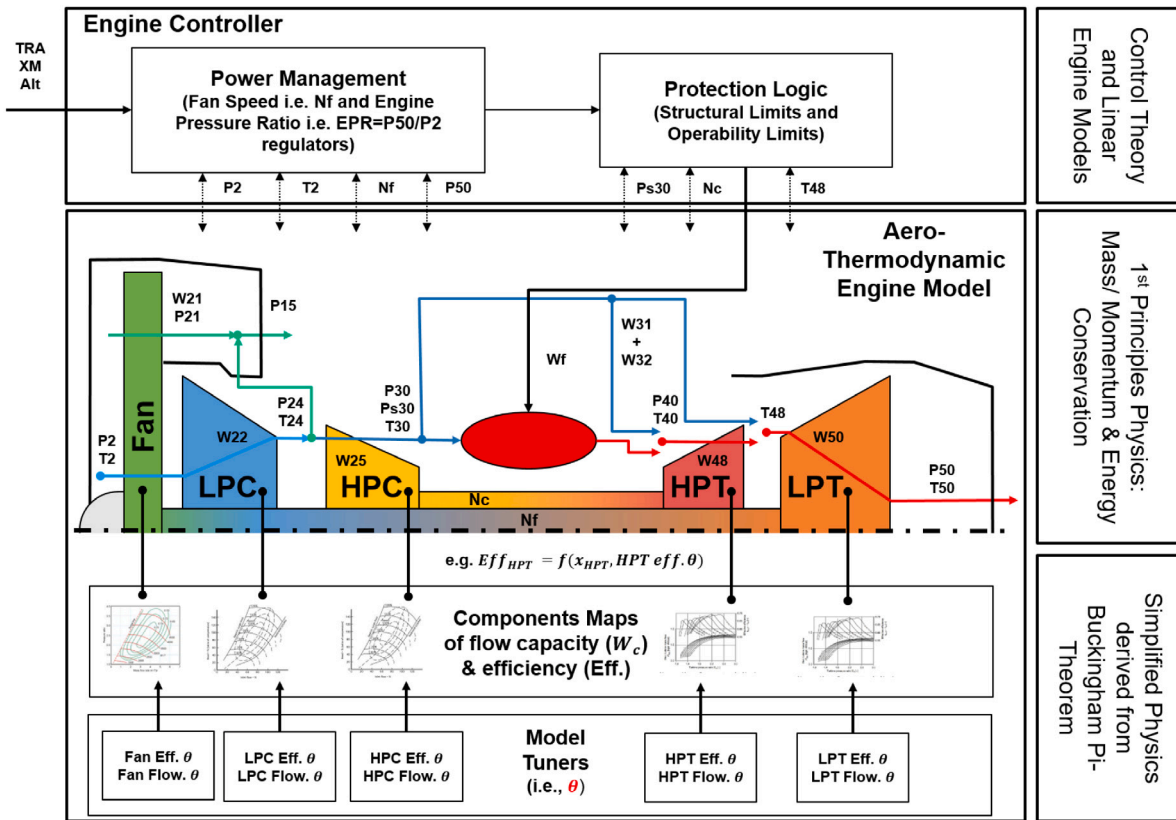 Engine Controller
TRA
XM
Alt
Power Management
(Fan Speed i.e. Nf and Engine
Pressure Ratio i.e. EPR=P50/P2
regulators)
Protection Logic
(Structural Limits and
Operability Limits)
P2
T2
Nf
P50
Ps30
Nc
T48
Control Theory
and Linear
Engine Models
Aero-
Thermodynamic
Engine Model
W21
P21
P15
W31
+
W32
Wf
P2
T2
Fan
W22
LPC
P24
T24
W25
HPC
P30
Ps30
T30
P40
T40
W48
HPT
T48
W50
LPT
P50
T50
Nc
Nf
1st Principles Physics:
Mass/ Momentum & Energy
Conservation
e.g. Eff_HPT = f(x_HPT, HPT eff. θ)
Components Maps
of flow capacity (W_c)
& efficiency (Eff.)
Fan Eff. θ
Fan Flow. θ
LPC Eff. θ
LPC Flow. θ
HPC Eff. θ
HPC Flow. θ
Model
Tuners
(i.e., θ)
HPT Eff. θ
HPT Flow. θ
LPT Eff. θ
LPT Flow. θ
Simplified Physics
derived from
Buckingham Pi-
Theorem